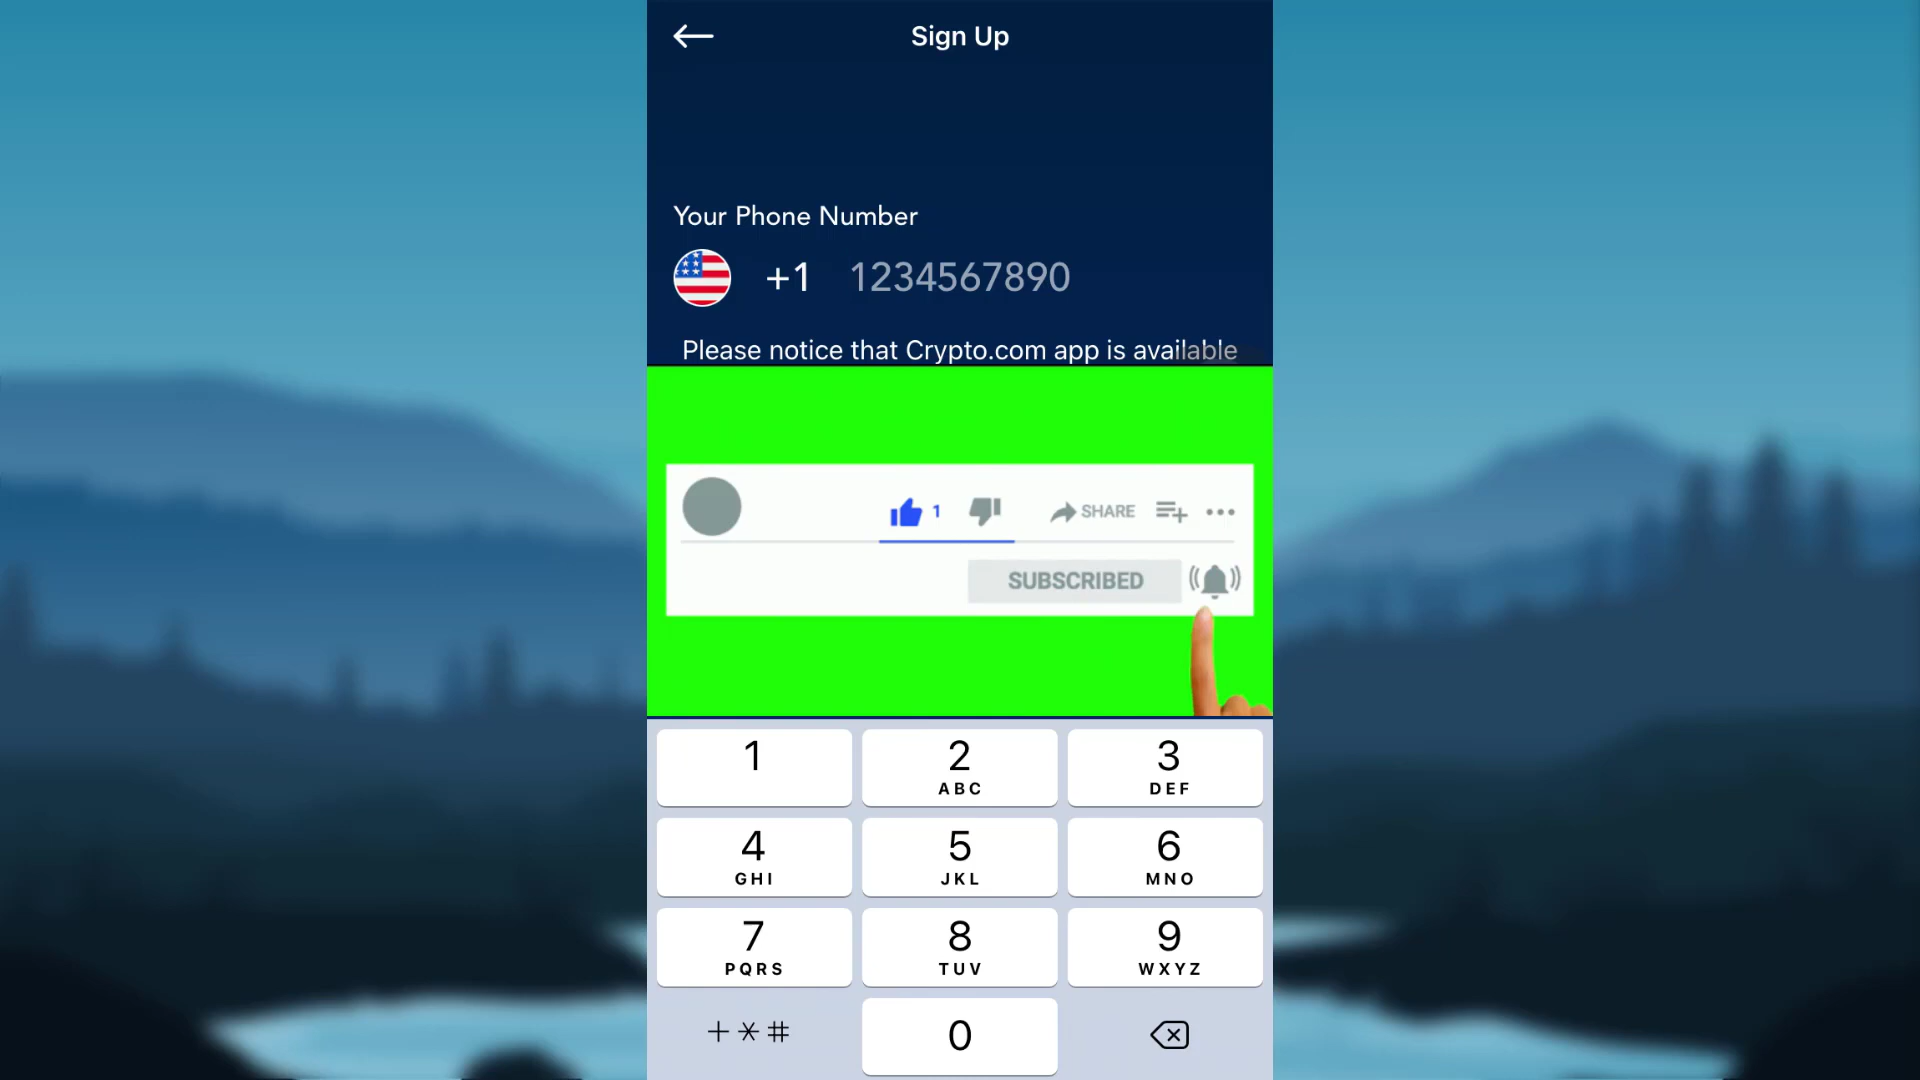 Sign Up
Your Phone Number
+1 1234567890
Please notice that Crypto.com app is available
1 SHARE
SUBSCRIBED
1 2 3
ABC DEF
4 5 6
GHI JKL MNO
7 8 9
PQRS TUV WXYZ
+*# 0